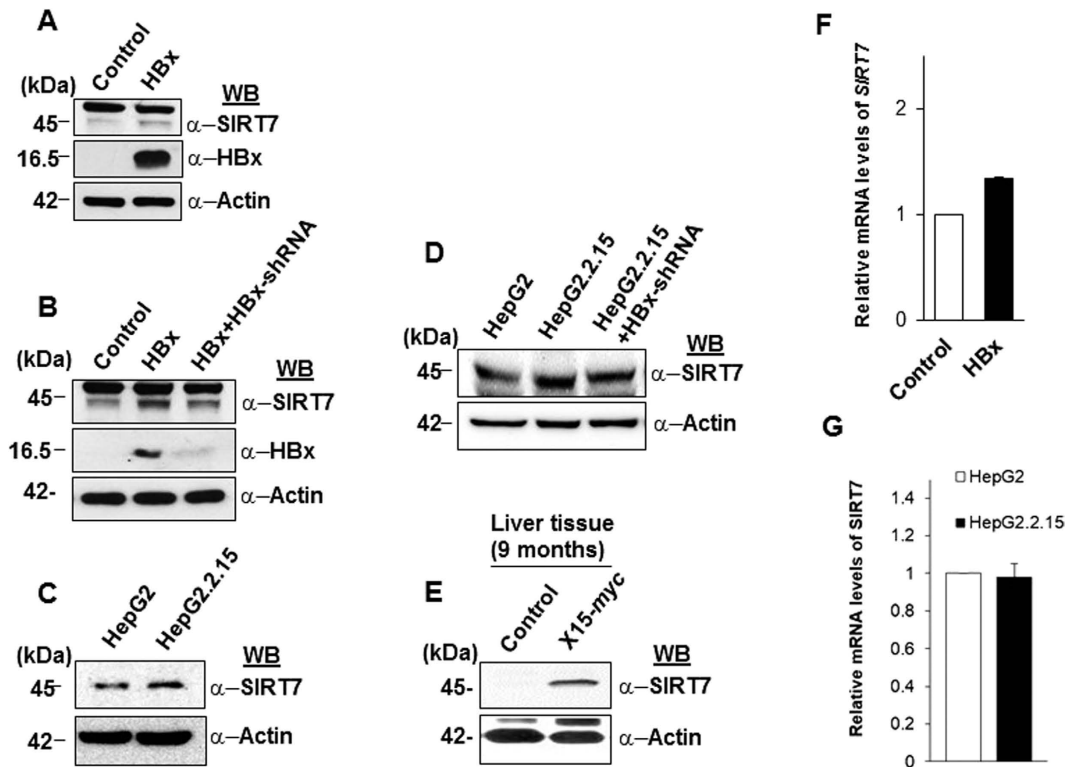 A
Control
HBx
(kDa)
WB
45
α–SIRT7
16.5
α–HBx
42
α–Actin
B
Control
HBx
HBx+HBx-shRNA
(kDa)
WB
45
α–SIRT7
16.5
α–HBx
42-
α–Actin
C
HepG2
HepG2.2.15
(kDa)
WB
45
α–SIRT7
42
α–Actin
D
HepG2
HepG2.2.15
HepG2.2.15
+HBx-shRNA
(kDa)
WB
45
α–SIRT7
42
α–Actin
E
Liver tissue
(9 months)
Control
X15-myc
(kDa)
WB
45-
α–SIRT7
42-
α–Actin
F
Relative mRNA levels of SIRT7
2
1
0
Control
HBx
G
Relative mRNA levels of SIRT7
HepG2
HepG2.2.15
1.4
1.2
1
0.8
0.6
0.4
0.2
0